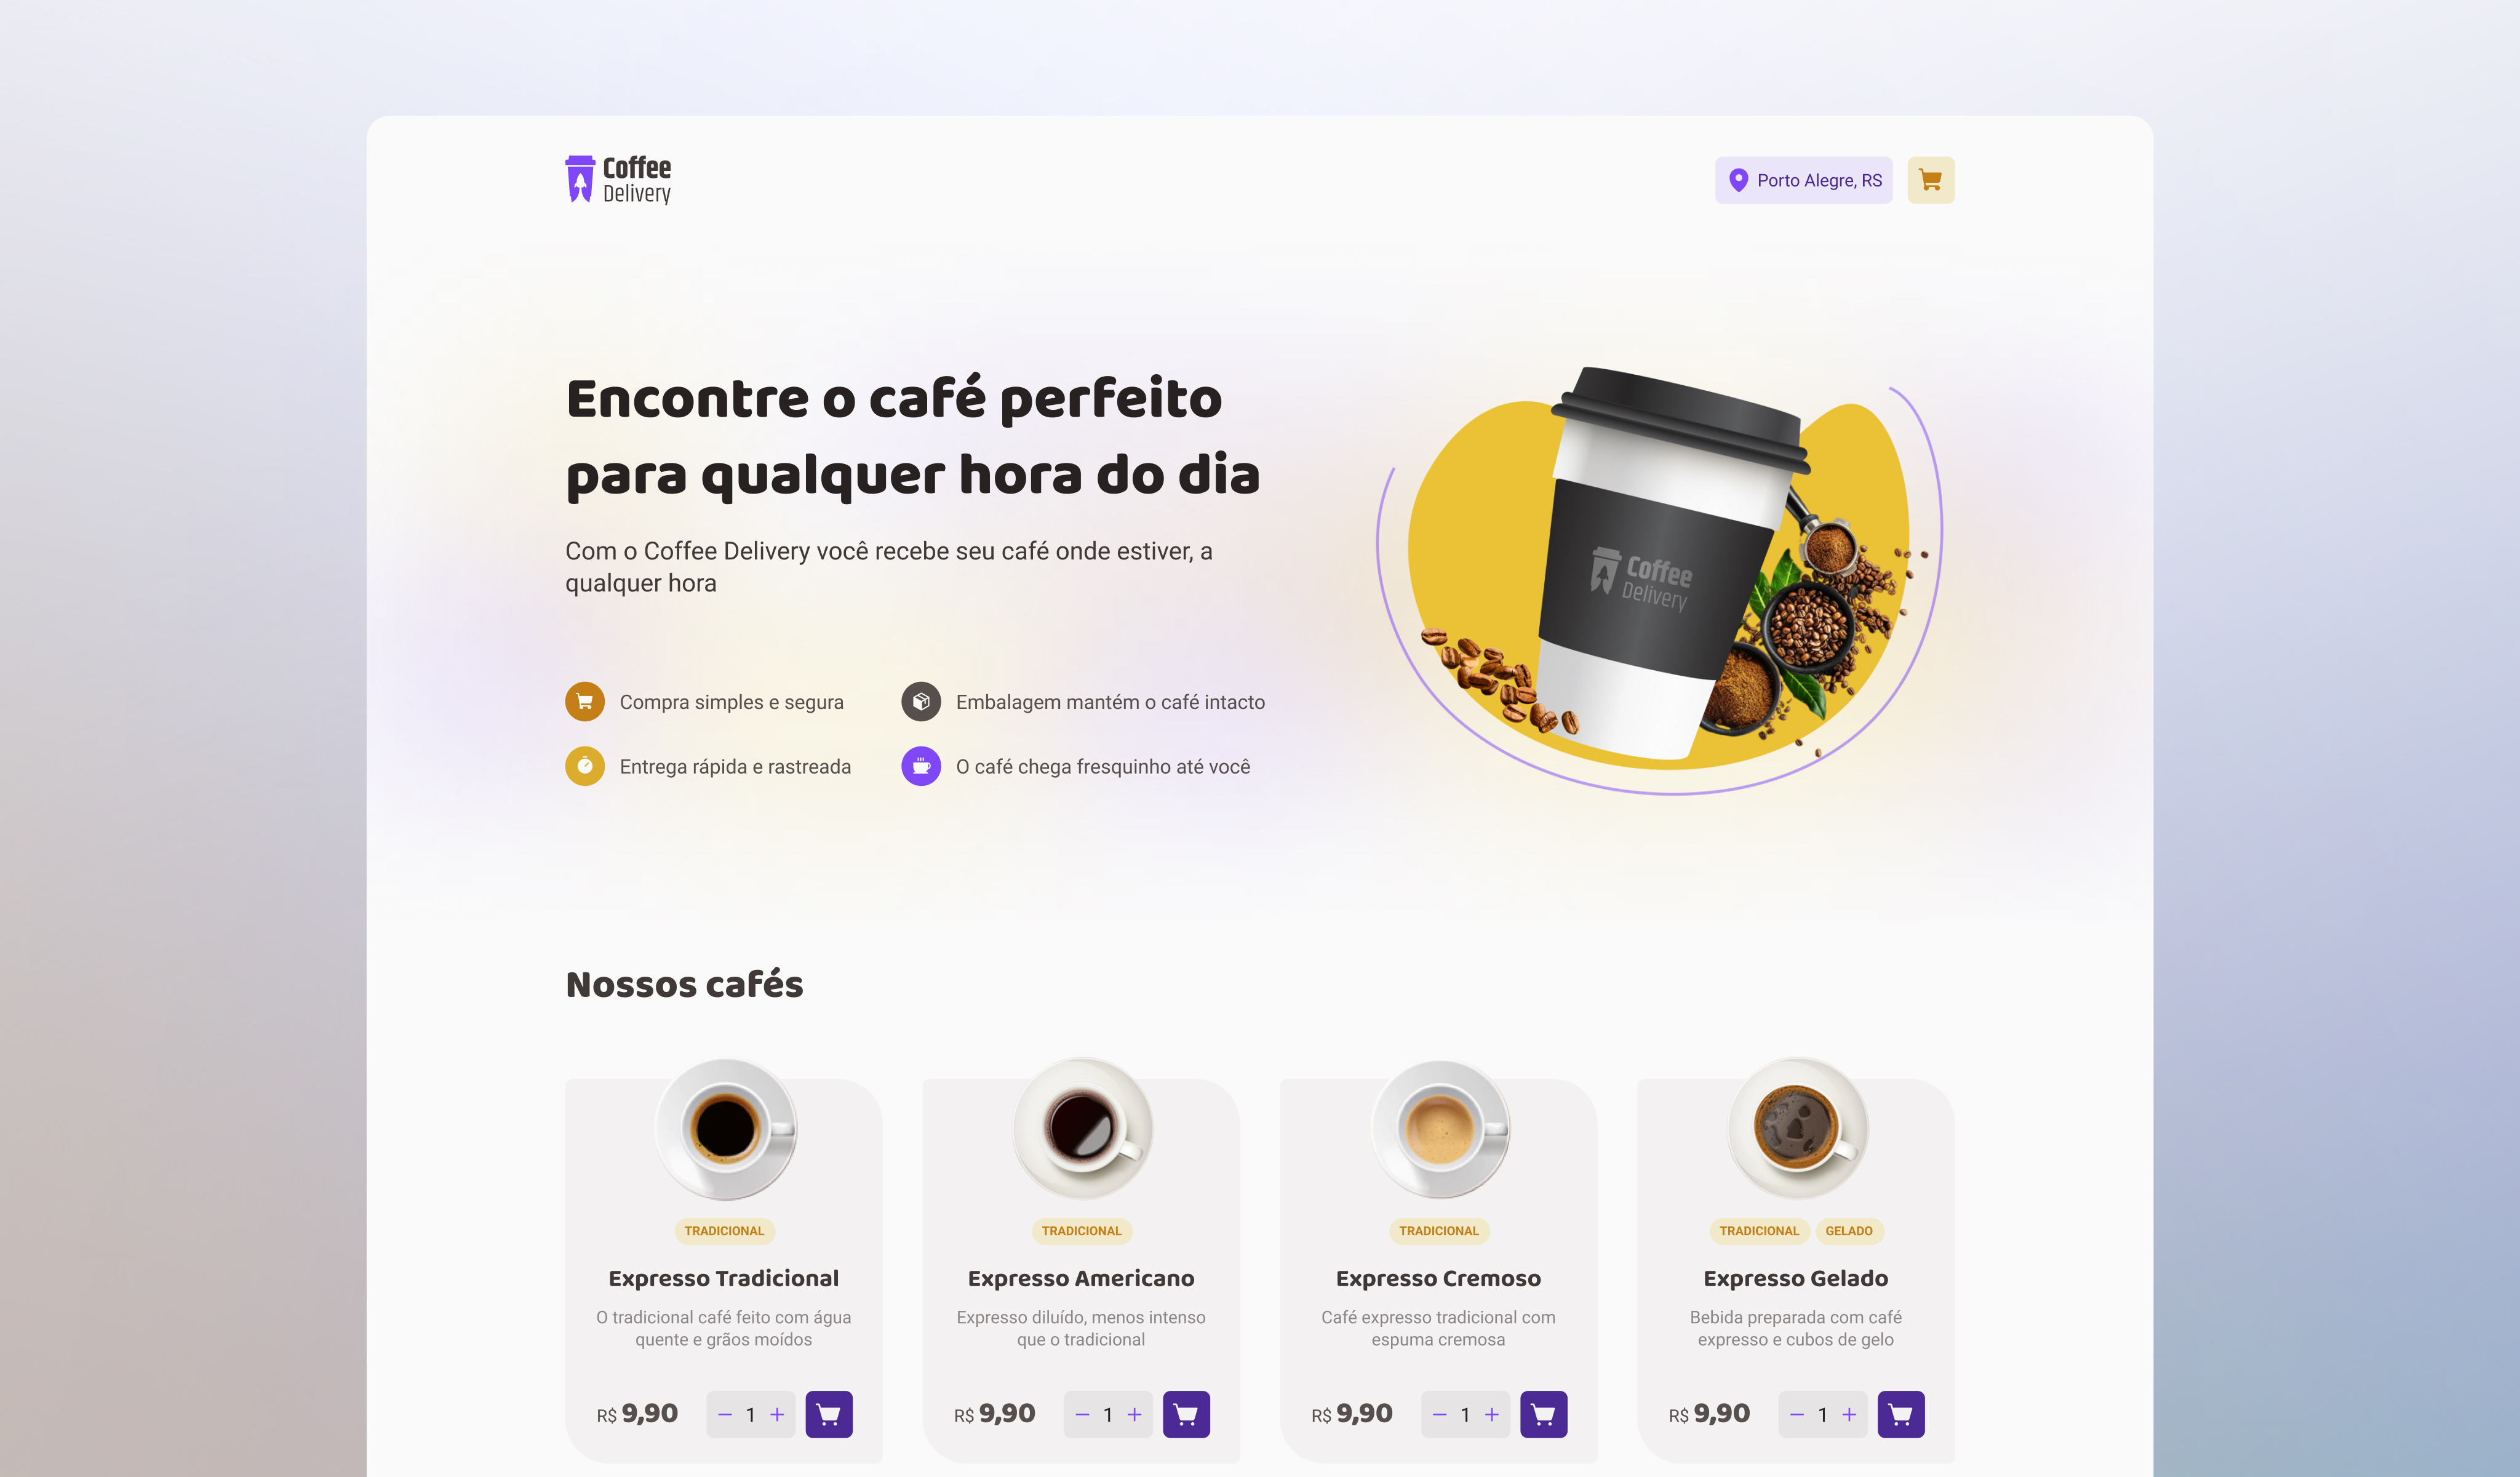 Coffee
Delivery
Porto Alegre, RS
Encontre o café perfeito
para qualquer hora do dia
Com o Coffee Delivery você recebe seu café onde estiver, a
qualquer hora
Coffee
Delivery
Compra simples e segura
Embalagem mantém o café intacto
Entrega rápida e rastreada
O café chega fresquinho até você
Nossos cafés
TRADICIONAL
Expresso Tradicional
O tradicional café feito com água
quente e grãos moídos
R$ 9,90 − 1 +
TRADICIONAL
Expresso Americano
Expresso diluído, menos intenso
que o tradicional
R$ 9,90 − 1 +
TRADICIONAL
Expresso Cremoso
Café expresso tradicional com
espuma cremosa
R$ 9,90 − 1 +
TRADICIONAL GELADO
Expresso Gelado
Bebida preparada com café
expresso e cubos de gelo
R$ 9,90 − 1 +